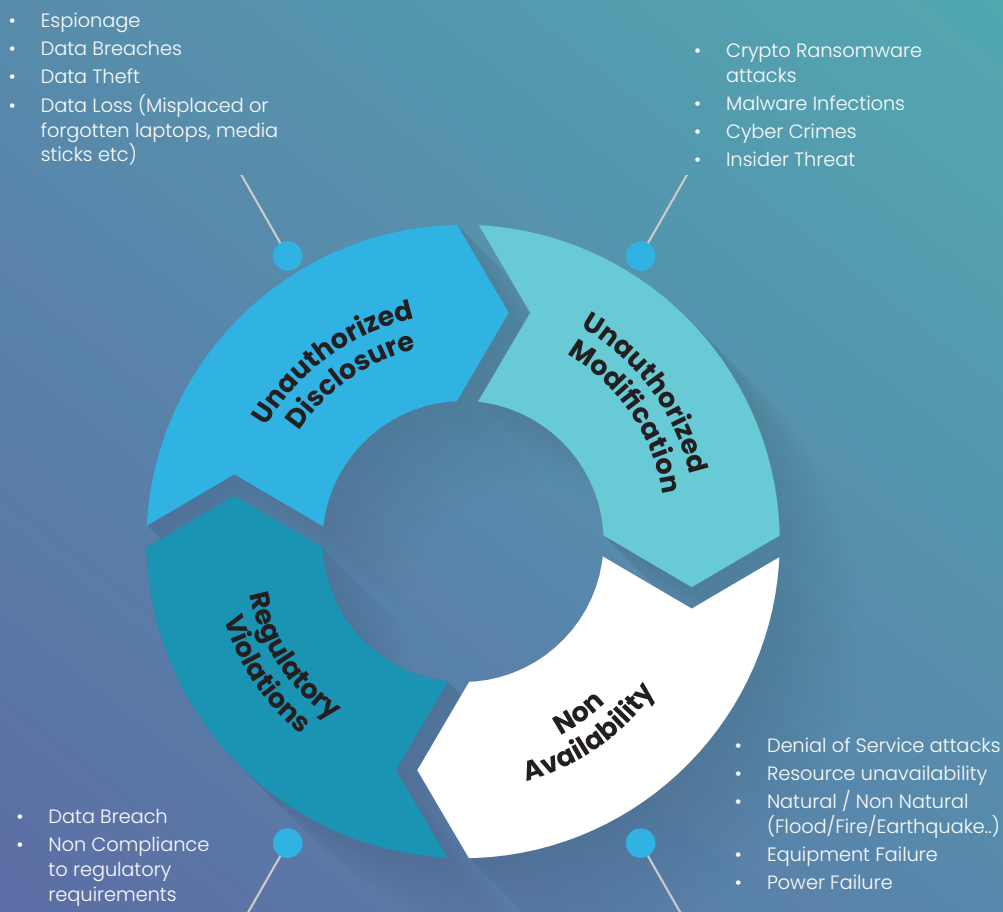 • Espionage
• Data Breaches
• Data Theft
• Data Loss (Misplaced or
forgotten laptops, media
sticks etc)
• Crypto Ransomware
attacks
• Malware Infections
• Cyber Crimes
• Insider Threat
Unauthorized
Disclosure
Unauthorized
Modification
Regulatory
Violations
Non
Availability
• Denial of Service attacks
• Resource unavailability
• Natural / Non Natural
(Flood/Fire/Earthquake..)
• Equipment Failure
• Power Failure
• Data Breach
• Non Compliance
to regulatory
requirements